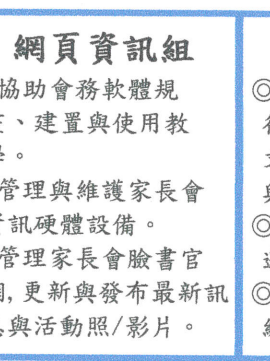 網頁資訊組
協助會務軟體規
、建置與使用教
。
管理與維護家長會
資訊硬體設備。
管理家長會臉書官
網,更新與發布最新訊
與活動照/影片。
◎
◎
◎